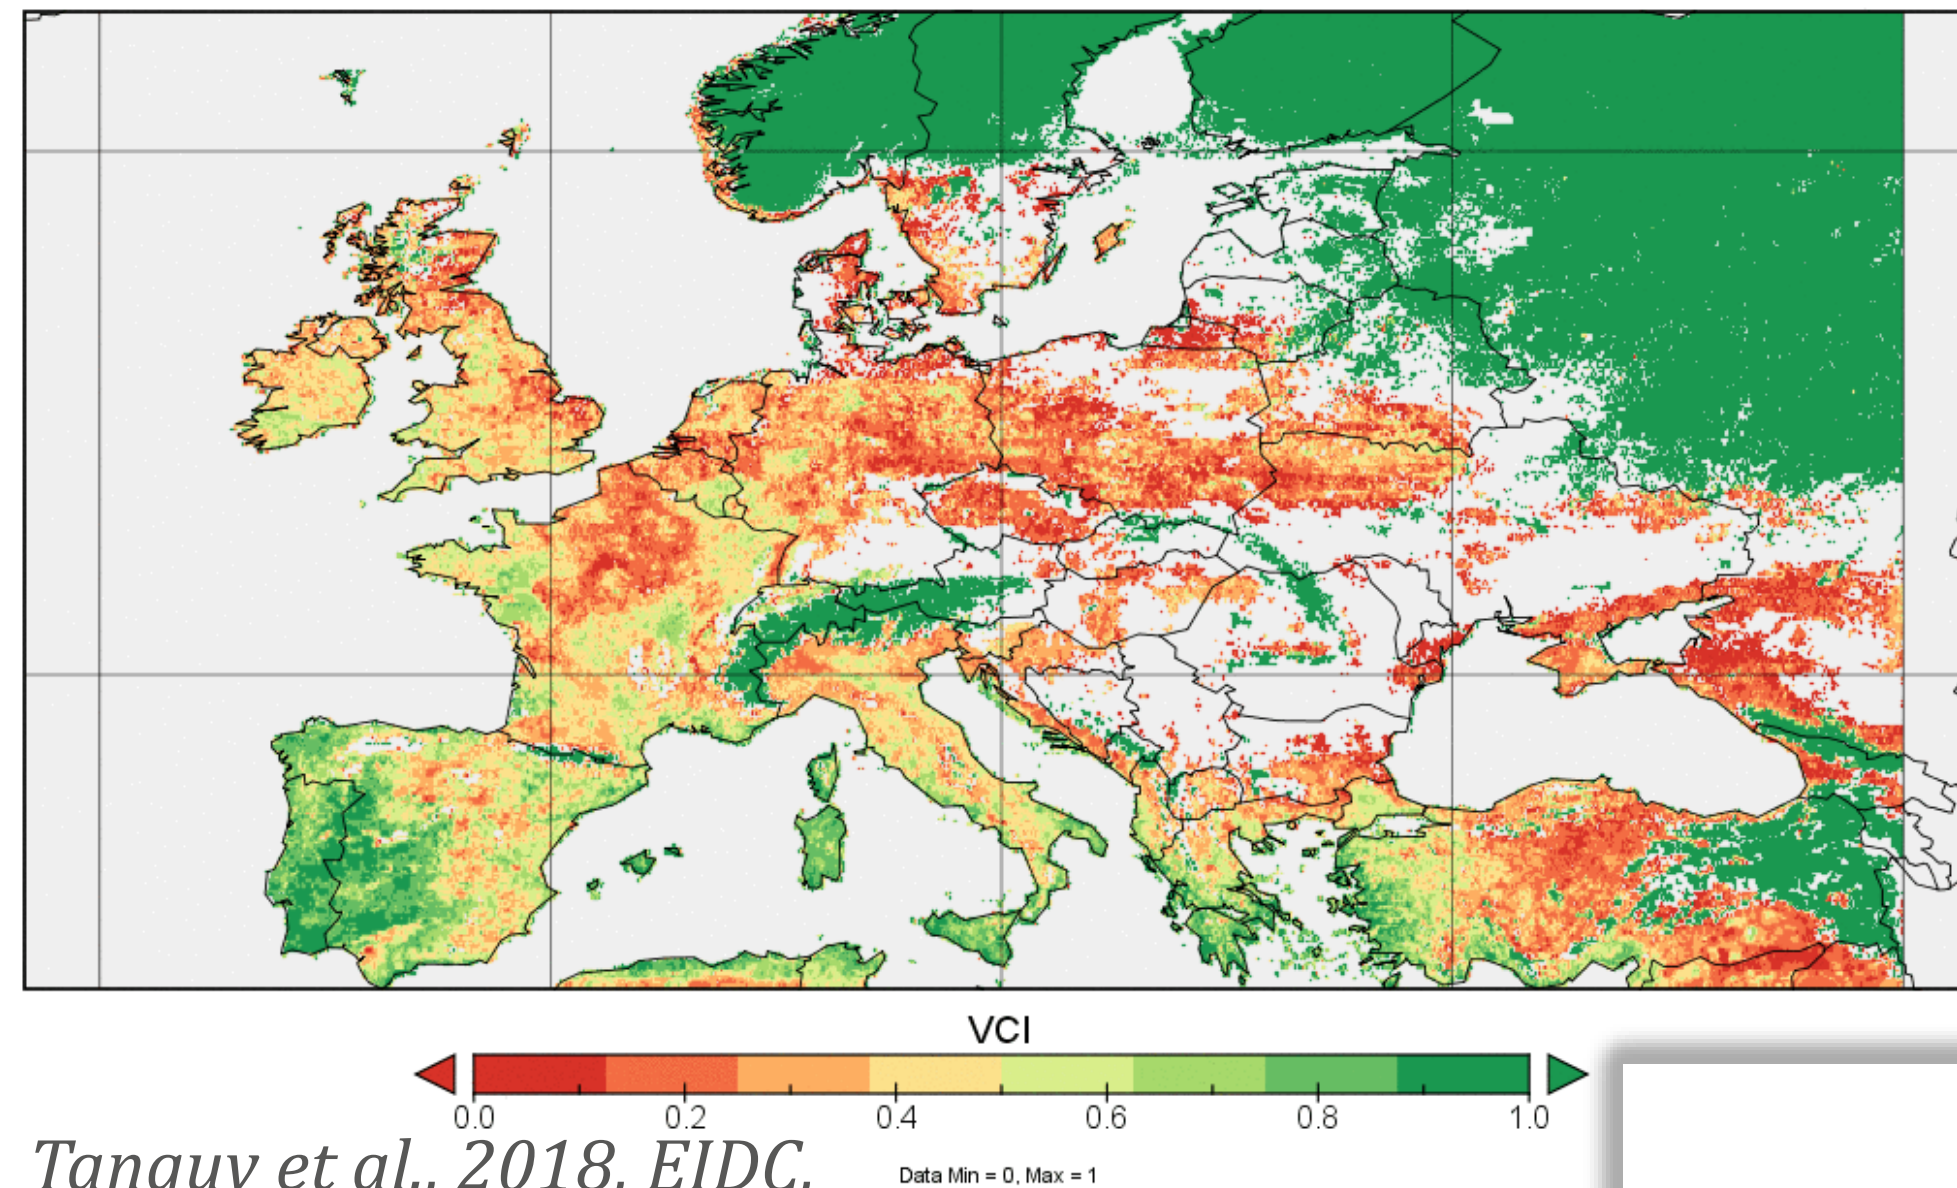 VCI
0.0 0.2 0.4 0.6 0.8 1.0
Tanguy et al., 2018, EIDC.
Data Min = 0, Max = 1